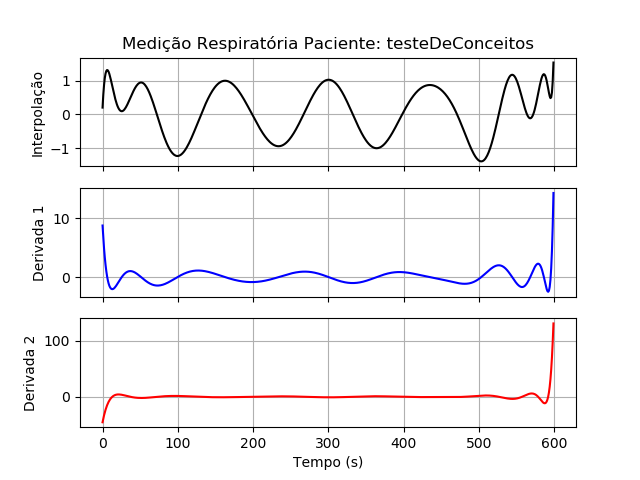 Medição Respiratória Paciente: testeDeConceitos
Interpolação
1
0
−1
Derivada 1
10
0
Derivada 2
100
0
0 100 200 300 400 500 600
Tempo (s)